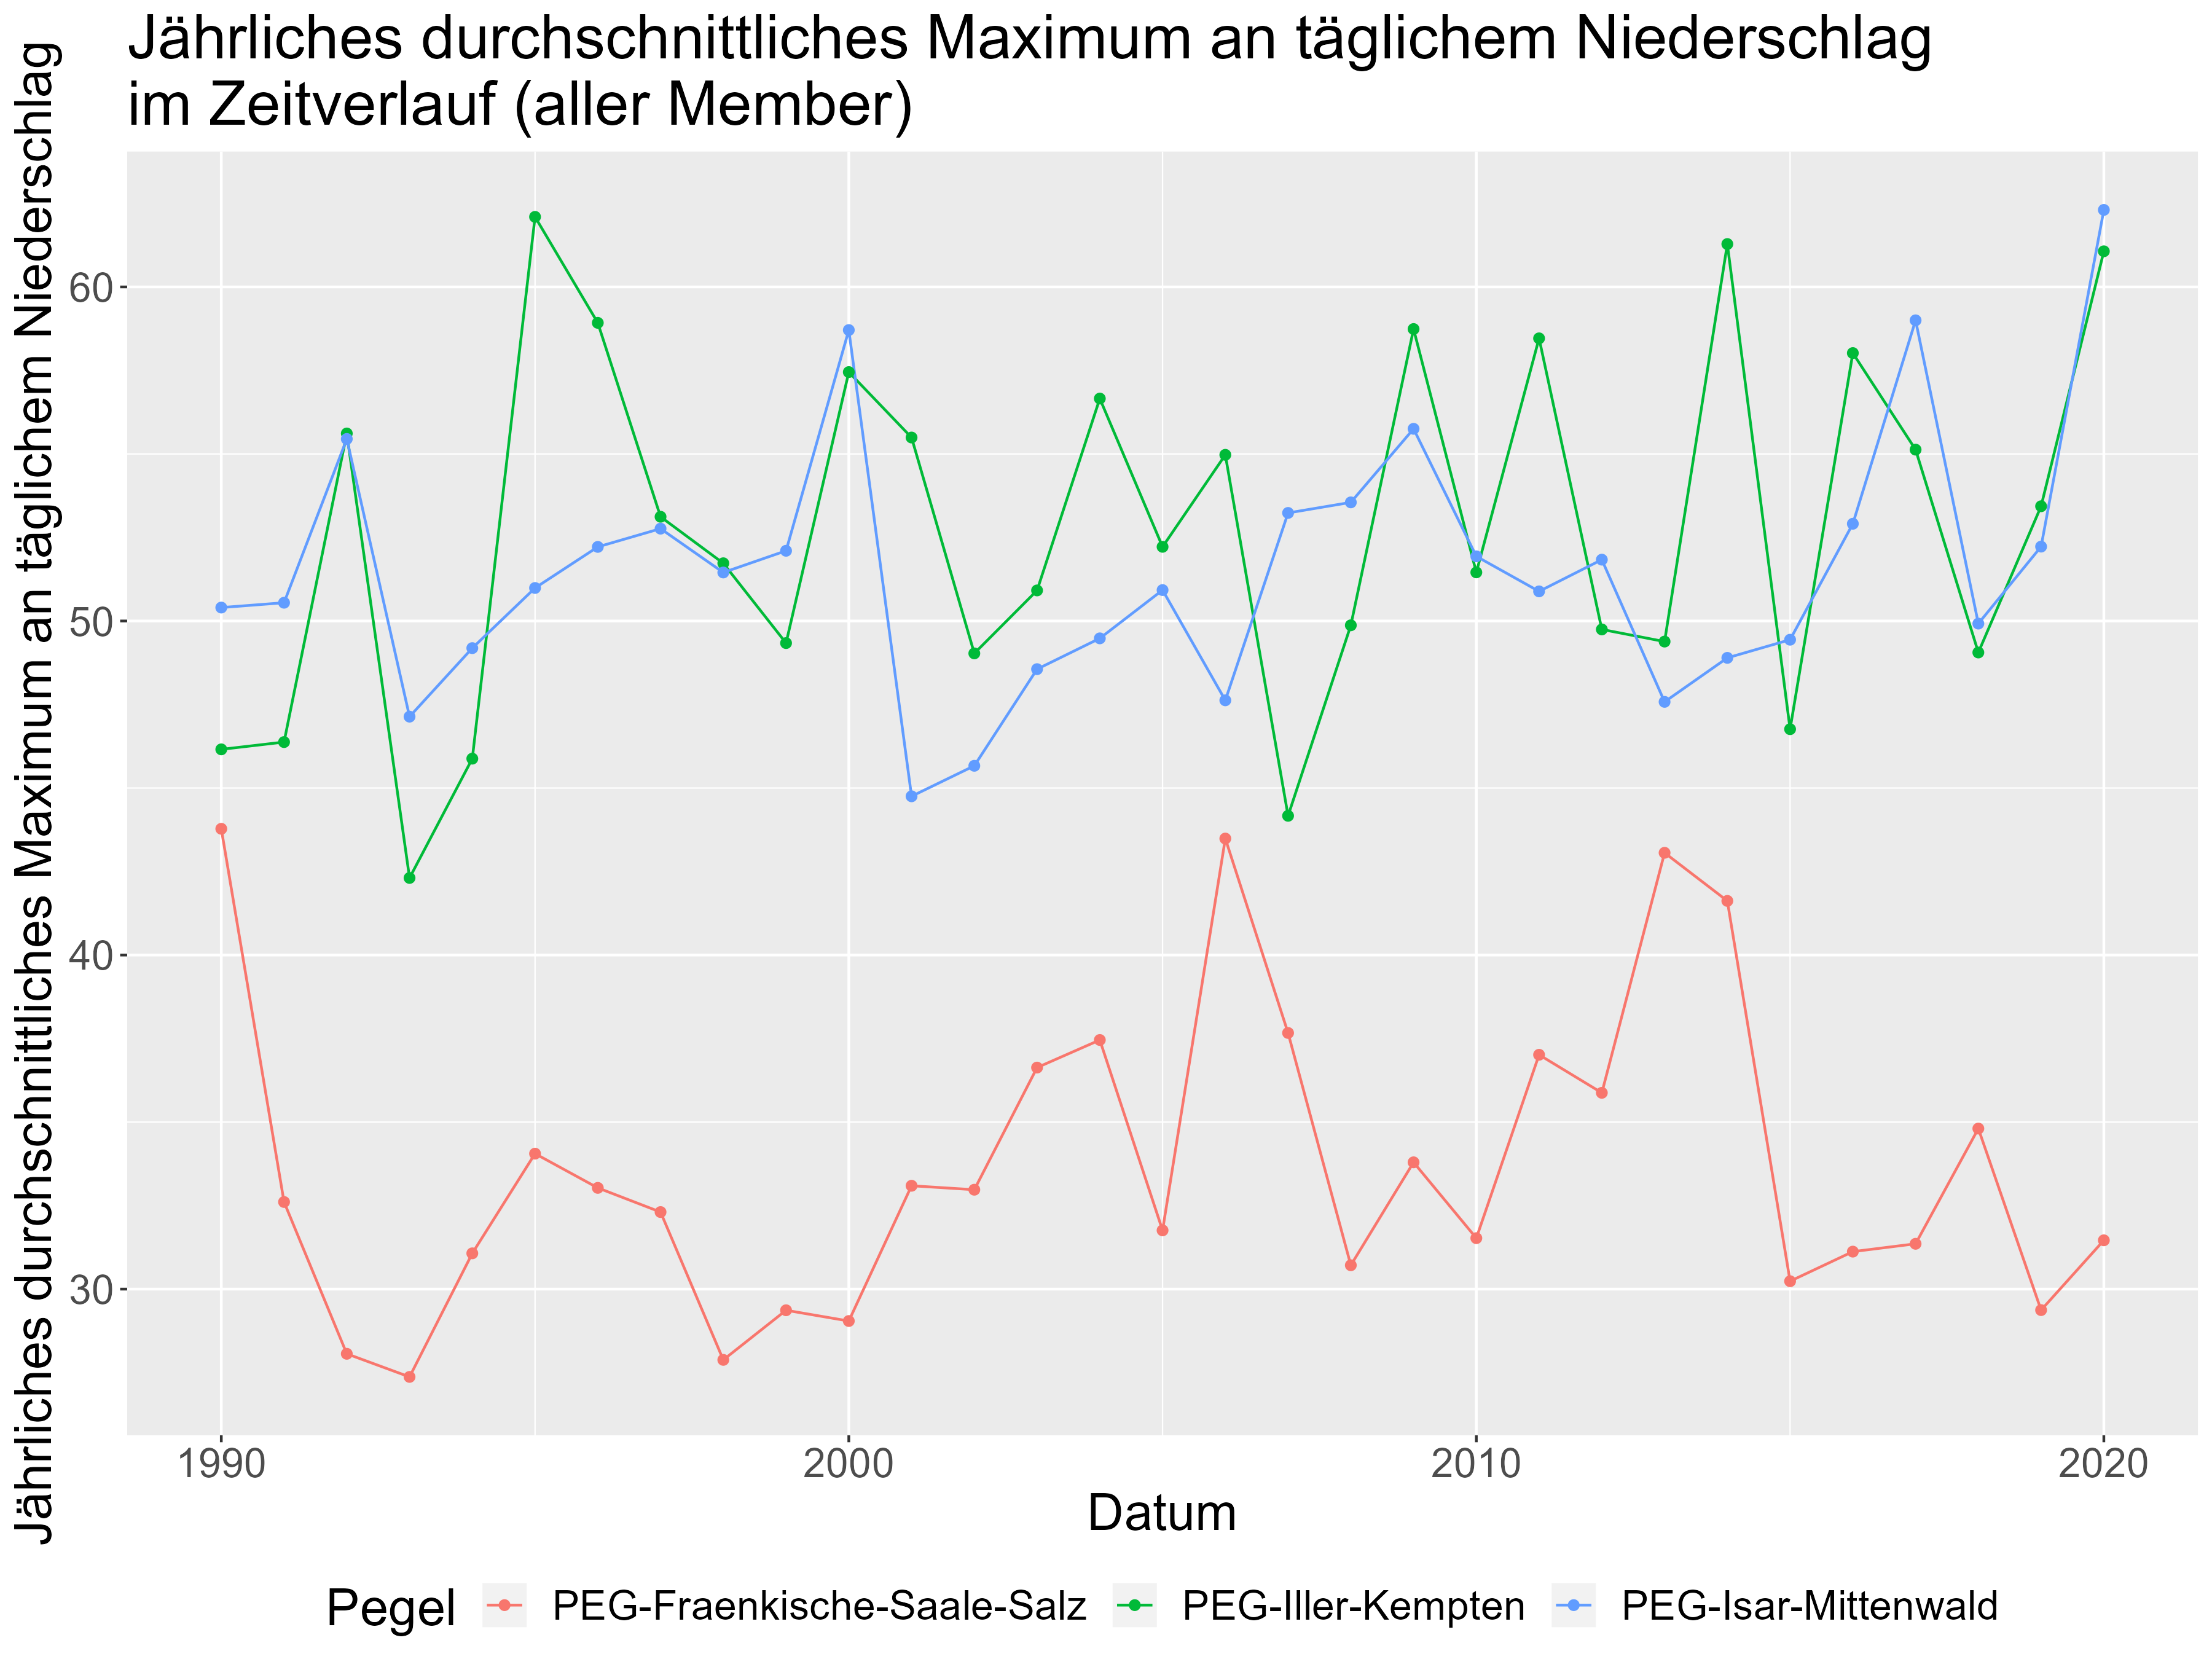 Jährliches durchschnittliches Maximum an täglichem Niederschlag
im Zeitverlauf (aller Member)
Jährliches durchschnittliches Maximum an täglichem Niederschlag
60
50
40
30
1990 2000 2010 2020
Datum
Pegel PEG-Fraenkische-Saale-Salz PEG-Iller-Kempten PEG-Isar-Mittenwald